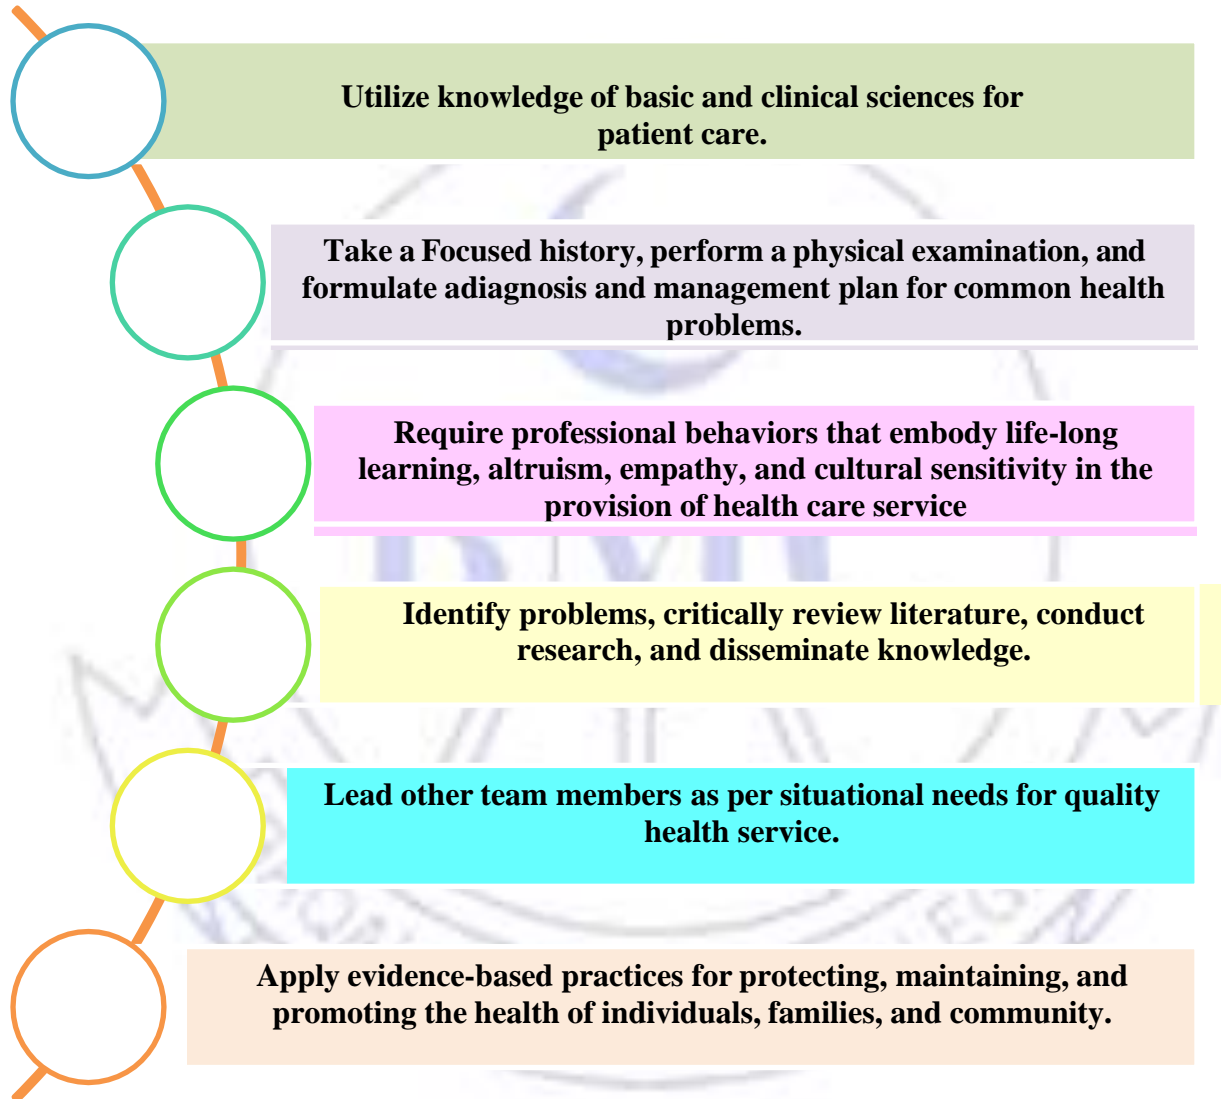 Utilize knowledge of basic and clinical sciences for
patient care.
Take a Focused history, perform a physical examination, and
formulate adiagnosis and management plan for common health
problems.
Require professional behaviors that embody life-long
learning, altruism, empathy, and cultural sensitivity in the
provision of health care service
Identify problems, critically review literature, conduct
research, and disseminate knowledge.
Lead other team members as per situational needs for quality
health service.
Apply evidence-based practices for protecting, maintaining, and
promoting the health of individuals, families, and community.